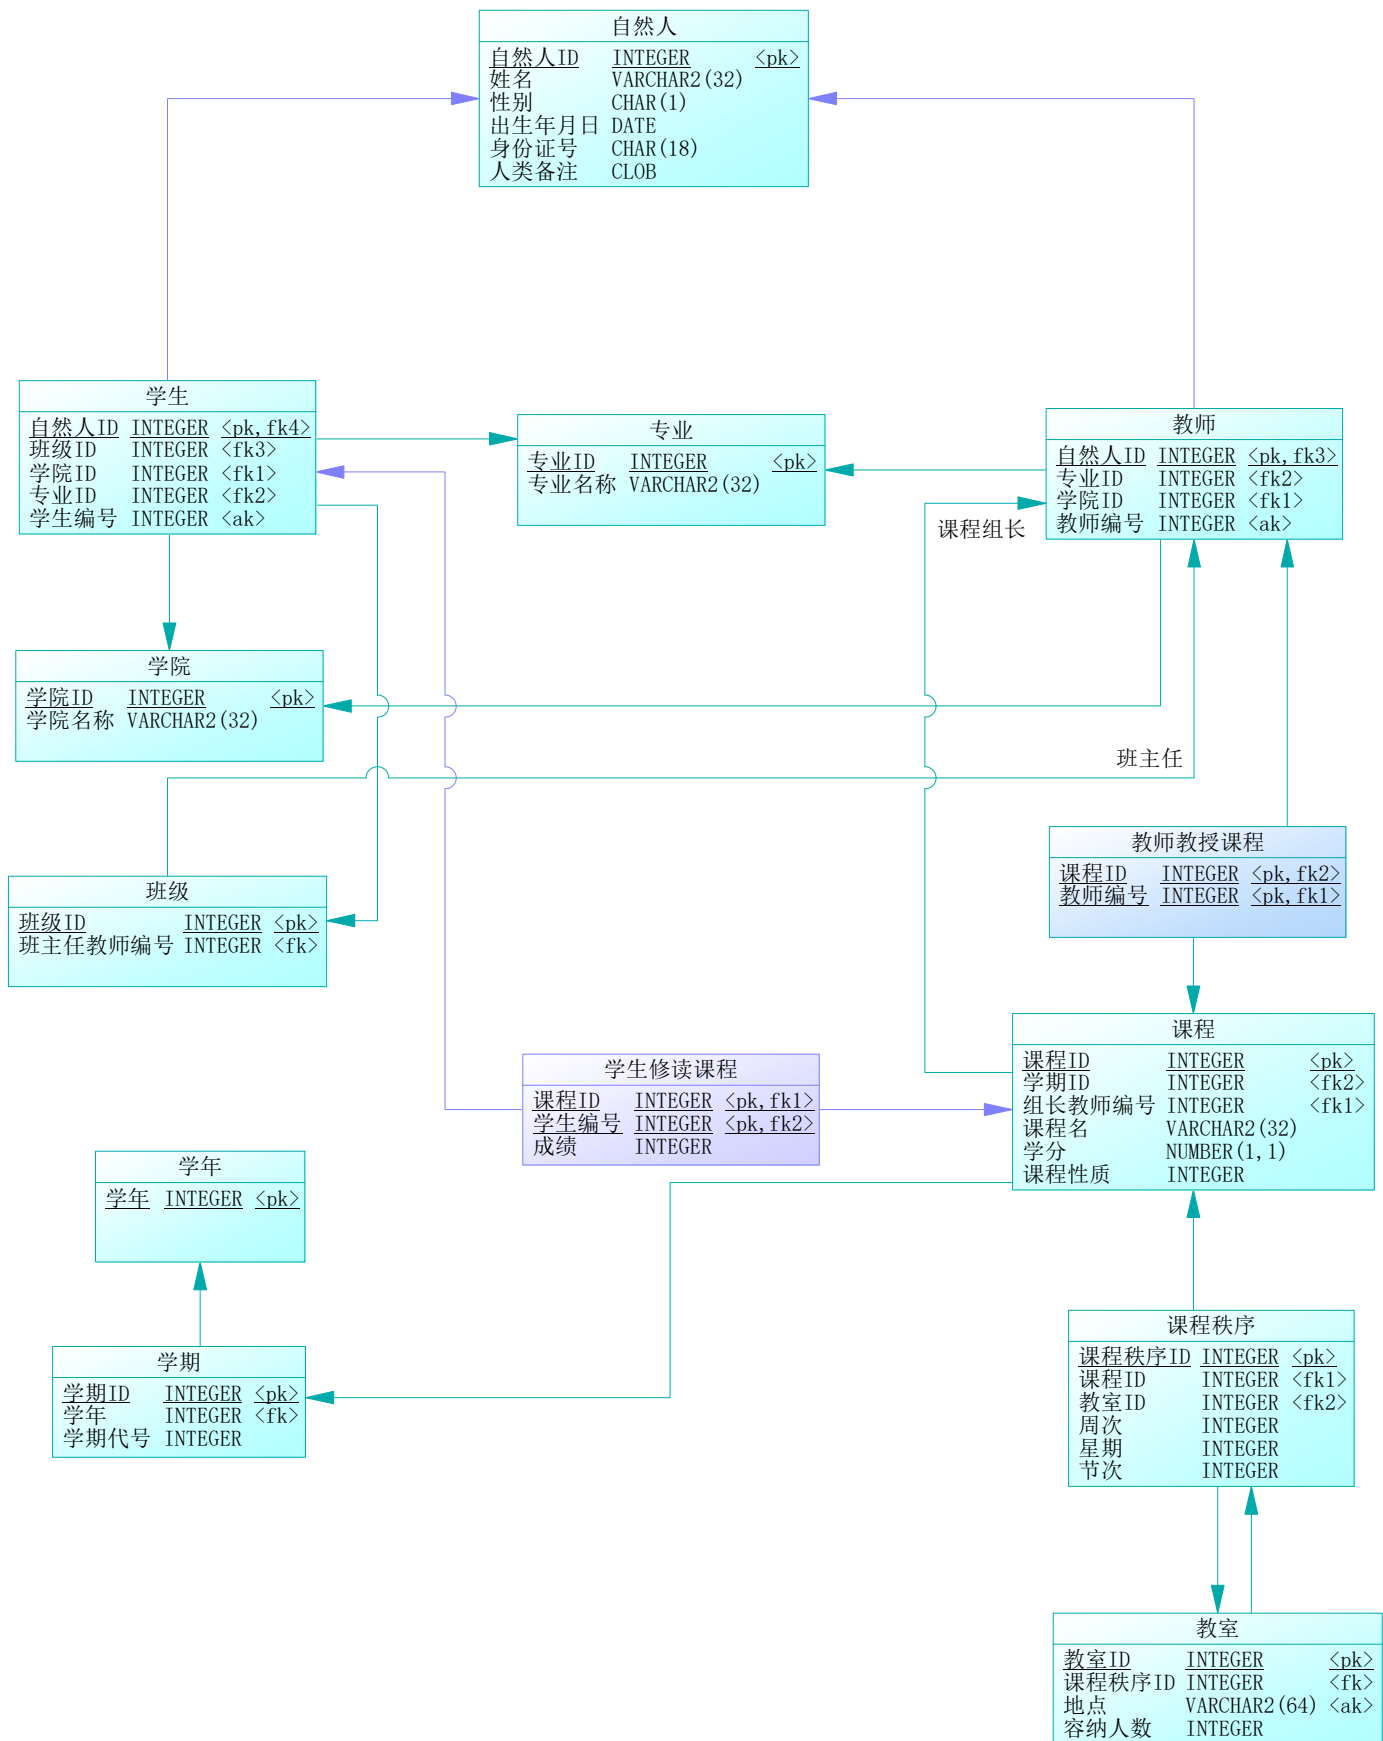 自然人
自然人ID INTEGER <pk>
姓名 VARCHAR2(32)
性别 CHAR(1)
出生年月日 DATE
身份证号 CHAR(18)
人类备注 CLOB
学生
自然人ID INTEGER <pk,fk4>
班级ID INTEGER <fk3>
学院ID INTEGER <fk1>
专业ID INTEGER <fk2>
学生编号 INTEGER <ak>
专业
专业ID INTEGER <pk>
专业名称 VARCHAR2(32)
教师
自然人ID INTEGER <pk,fk3>
专业ID INTEGER <fk2>
学院ID INTEGER <fk1>
教师编号 INTEGER <ak>
课程组长
学院
学院ID INTEGER <pk>
学院名称 VARCHAR2(32)
班主任
教师教授课程
课程ID INTEGER <pk,fk2>
教师编号 INTEGER <pk,fk1>
班级
班级ID INTEGER <pk>
班主任教师编号 INTEGER <fk>
课程
课程ID INTEGER <pk>
学期ID INTEGER <fk2>
组长教师编号 INTEGER <fk1>
课程名 VARCHAR2(32)
学分 NUMBER(1,1)
课程性质 INTEGER
学生修读课程
课程ID INTEGER <pk,fk1>
学生编号 INTEGER <pk,fk2>
成绩 INTEGER
学年
学年 INTEGER <pk>
学期
学期ID INTEGER <pk>
学年 INTEGER <fk>
学期代号 INTEGER
课程秩序
课程秩序ID INTEGER <pk>
课程ID INTEGER <fk1>
教室ID INTEGER <fk2>
周次 INTEGER
星期 INTEGER
节次 INTEGER
教室
教室ID INTEGER <pk>
课程秩序ID INTEGER <fk>
地点 VARCHAR2(64) <ak>
容纳人数 INTEGER